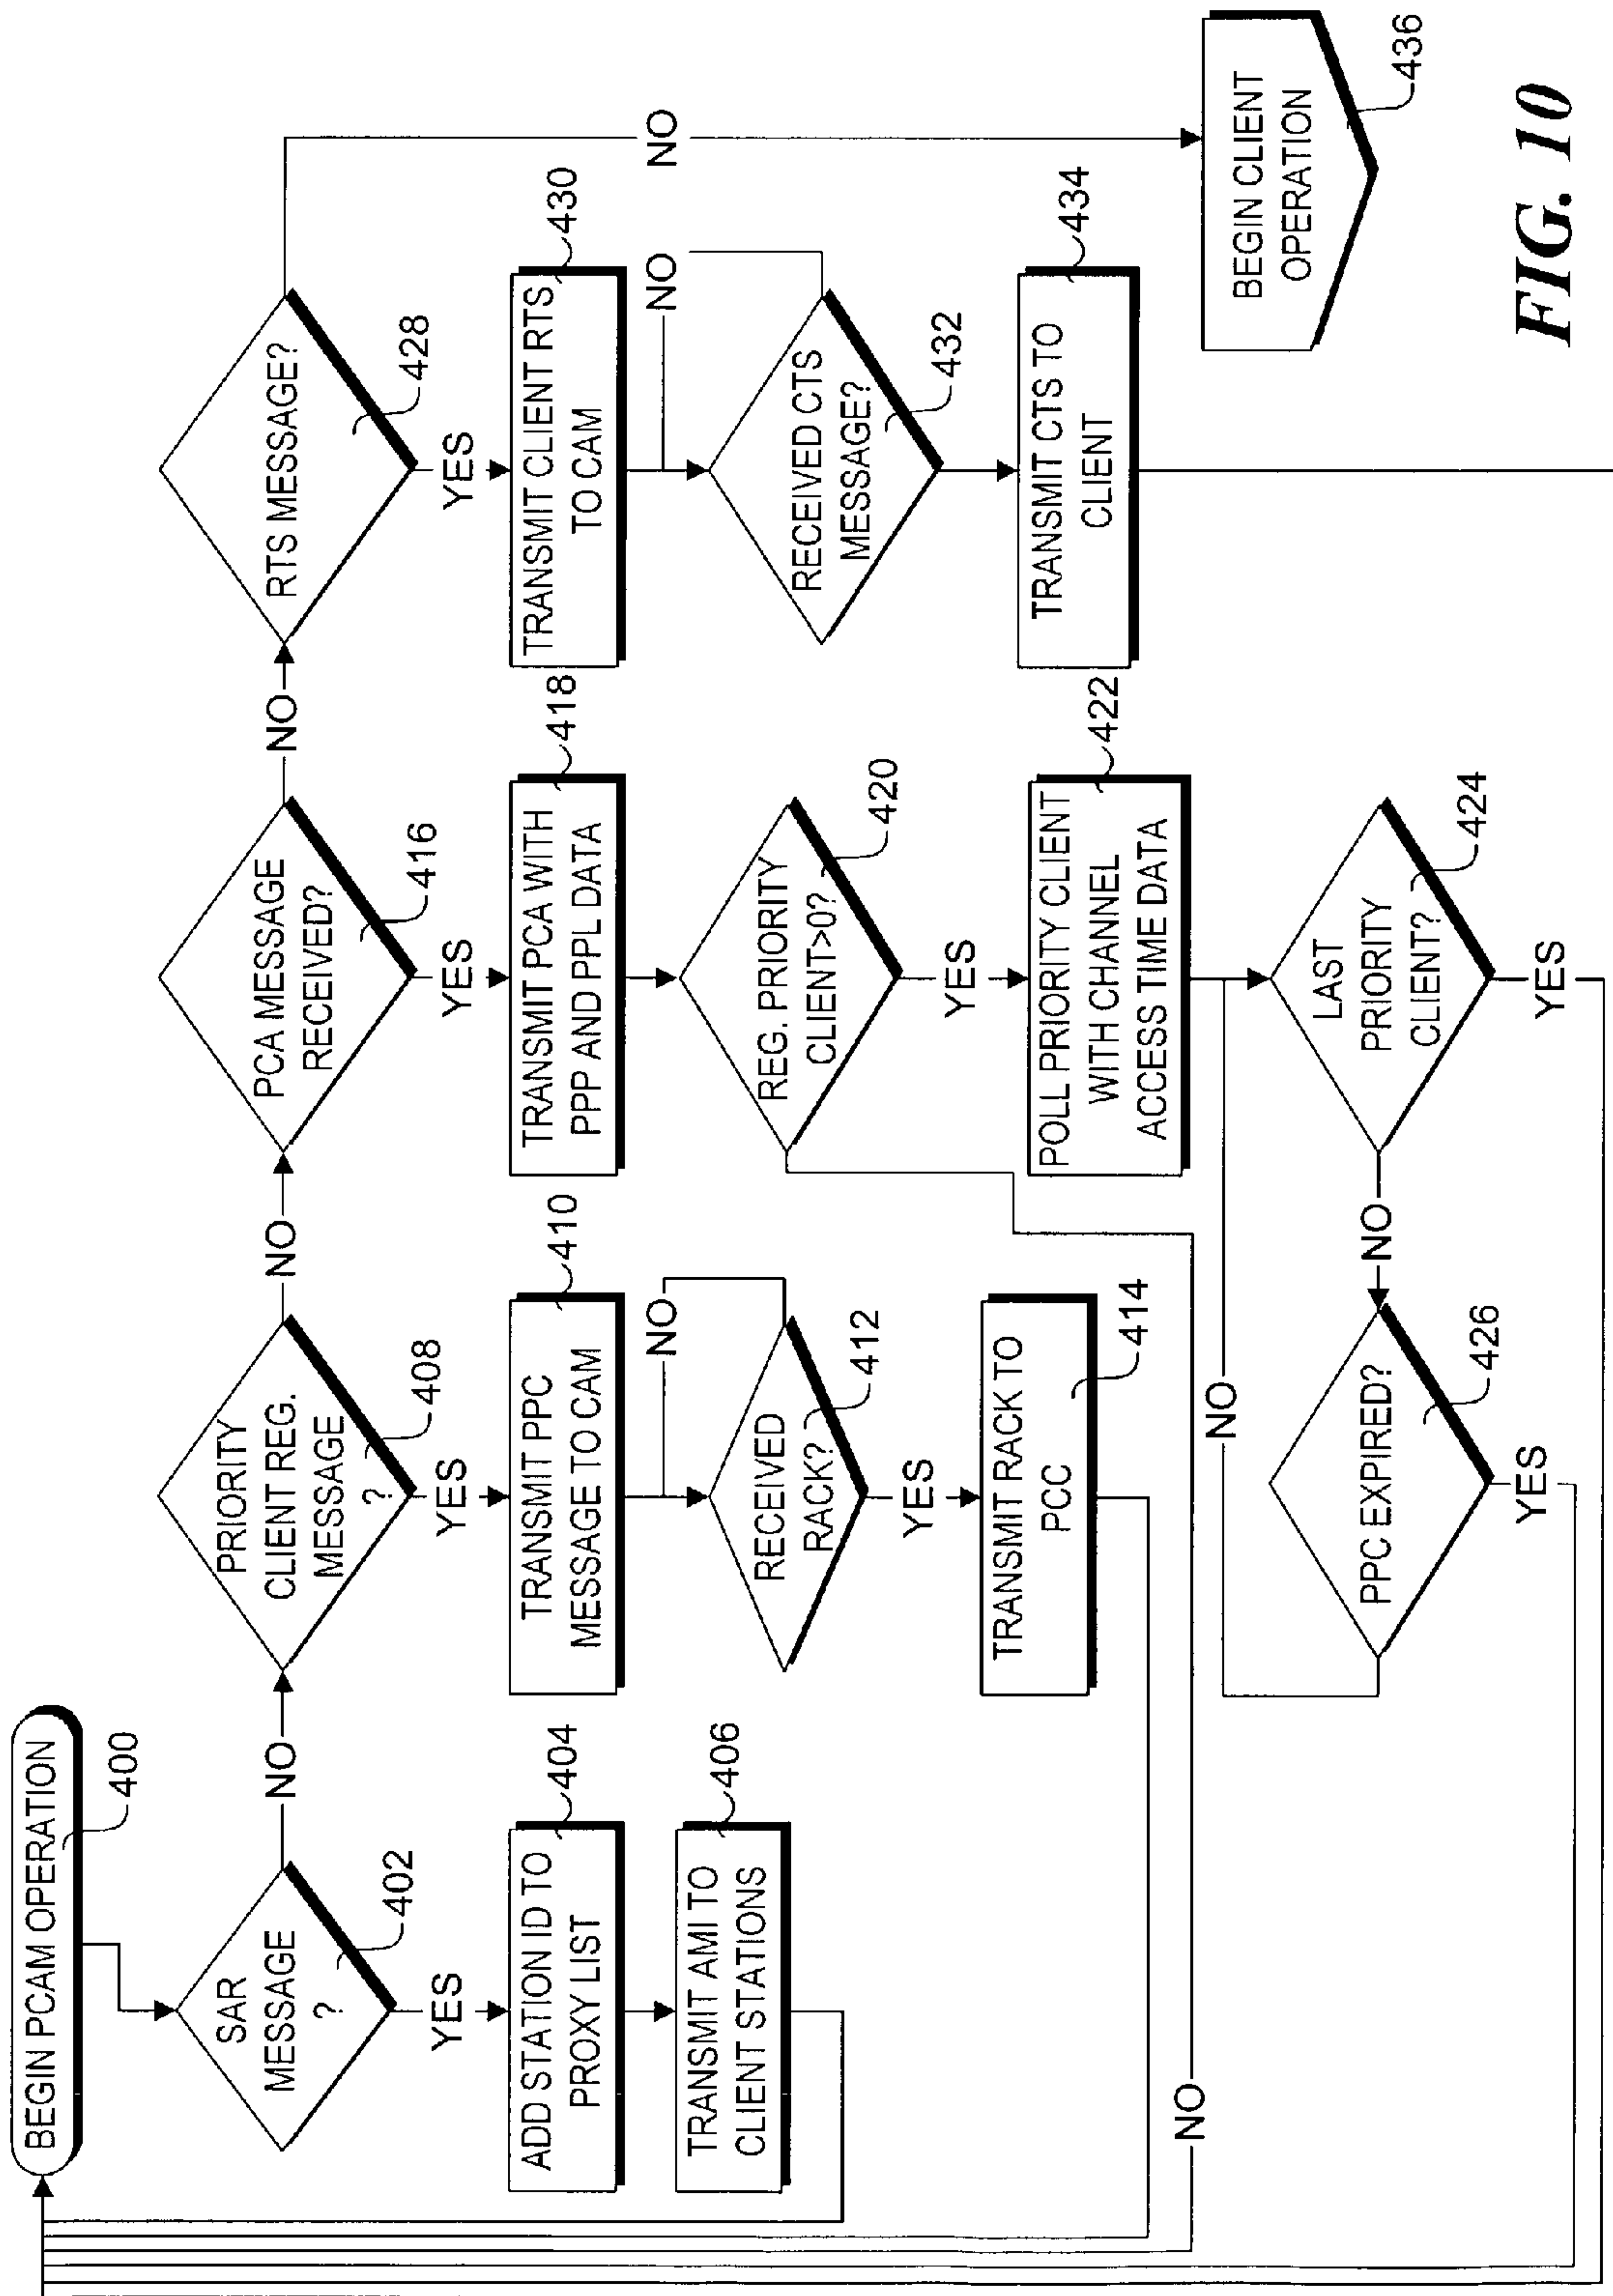 BEGIN PCAM OPERATION
400
SAR
MESSAGE
?
402
NO
YES
ADD STATION ID TO
PROXY LIST
404
TRANSMIT AMI TO
CLIENT STATIONS
406
PRIORITY
CLIENT REG.
MESSAGE
?
408
NO
YES
TRANSMIT PPC
MESSAGE TO CAM
410
NO
RECEIVED
RACK?
412
YES
TRANSMIT RACK TO
PCC
414
PCA MESSAGE
RECEIVED?
416
NO
YES
TRANSMIT PCA WITH
PPP AND PPL DATA
418
REG. PRIORITY
CLIENT>0?
420
NO
YES
POLL PRIORITY CLIENT
WITH CHANNEL
ACCESS TIME DATA
422
LAST
PRIORITY
CLIENT?
424
NO
YES
PPC EXPIRED?
426
NO
YES
RTS MESSAGE?
428
NO
YES
TRANSMIT CLIENT RTS
TO CAM
430
NO
RECEIVED CTS
MESSAGE?
432
TRANSMIT CTS TO
CLIENT
434
BEGIN CLIENT
OPERATION
436
FIG. 10